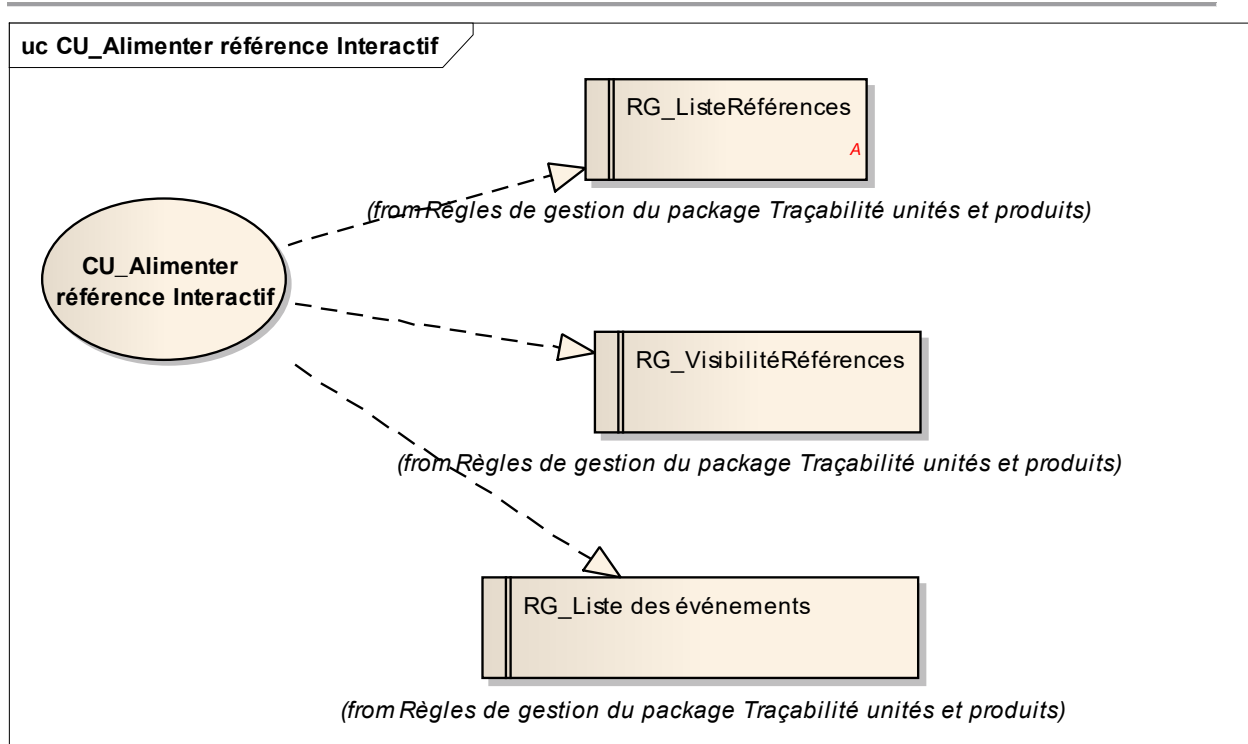 uc CU_Alimenter référence Interactif
RG_ListeRéférences
A
(from Règles de gestion du package Traçabilité unités et produits)
CU_Alimenter
référence Interactif
RG_VisibilitéRéférences
(from Règles de gestion du package Traçabilité unités et produits)
RG_Liste des événements
(from Règles de gestion du package Traçabilité unités et produits)